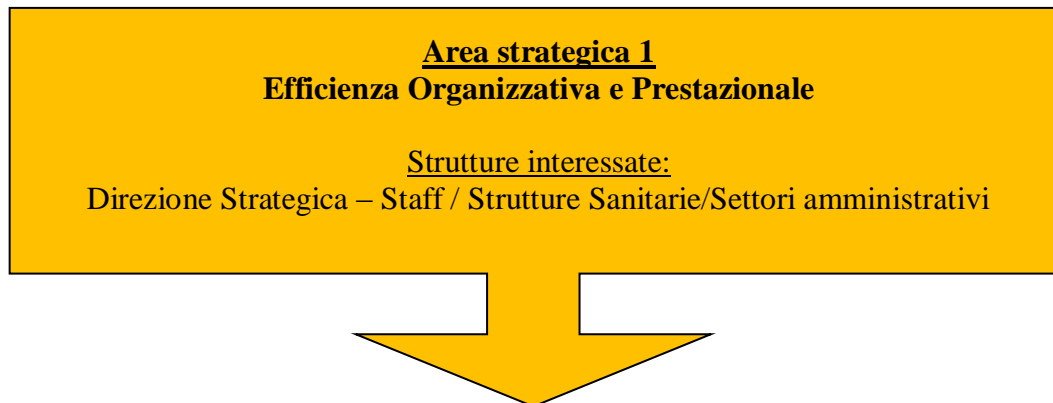 Area strategica 1
Efficienza Organizzativa e Prestazionale
Strutture interessate:
Direzione Strategica – Staff / Strutture Sanitarie/Settori amministrativi